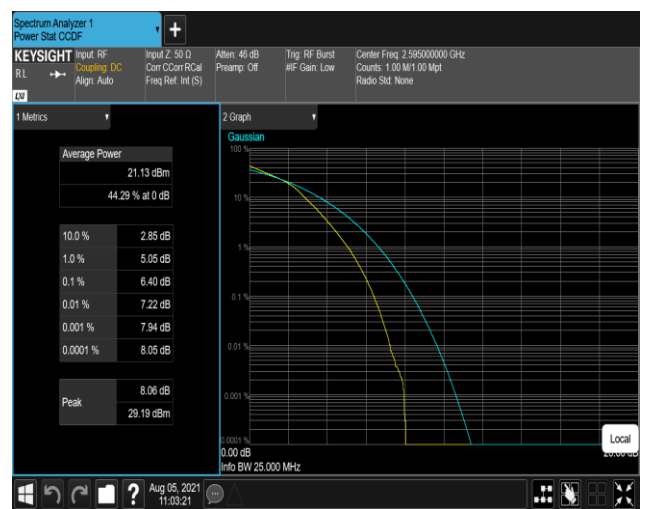 Spectrum Analyzer 1
Power Stat CCDF
KEYSIGHT
RL
LXI
Input: RF
Coupling: DC
Align: Auto
Input Z: 50 Ω
Corr CCorr RCal
Freq Ref: Int (S)
Atten: 46 dB
Preamp: Off
Trig: RF Burst
#IF Gain: Low
Center Freq: 2.595000000 GHz
Counts: 1.00 M/1.00 Mpt
Radio Std: None
1 Metrics
Average Power
21.13 dBm
44.29 % at 0 dB
10.0 % 2.85 dB
1.0 % 5.05 dB
0.1 % 6.40 dB
0.01 % 7.22 dB
0.001 % 7.94 dB
0.0001 % 8.05 dB
Peak
8.06 dB
29.19 dBm
2 Graph
Gaussian
100 %
10 %
1 %
0.1 %
0.01 %
0.001 %
0.0001 %
0.00 dB
Info BW 25.000 MHz
Local
Aug 05, 2021
11:03:21